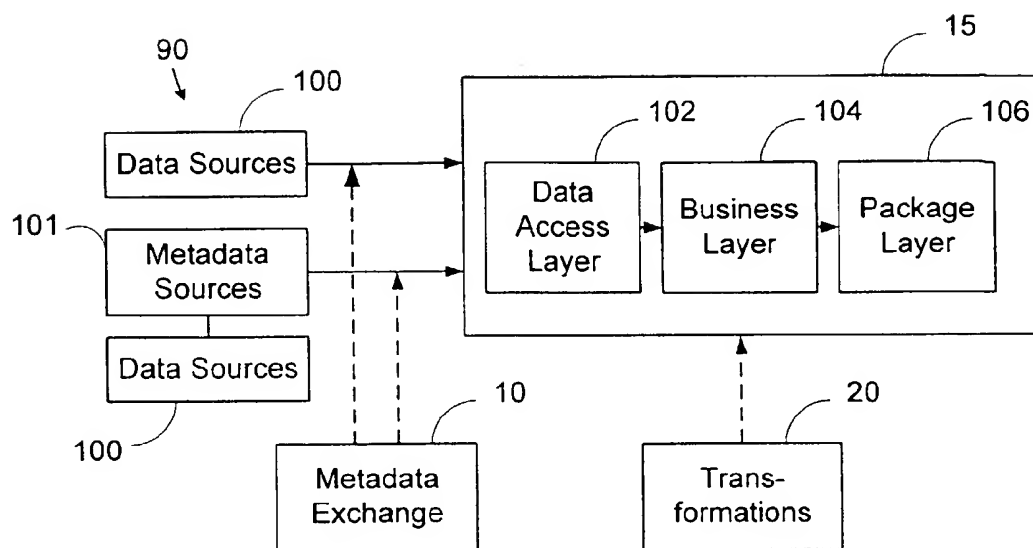 90
100
Data Sources
101
Metadata
Sources
Data Sources
100
15
102
104
106
Data
Access
Layer
Business
Layer
Package
Layer
10
Metadata
Exchange
20
Trans-
formations